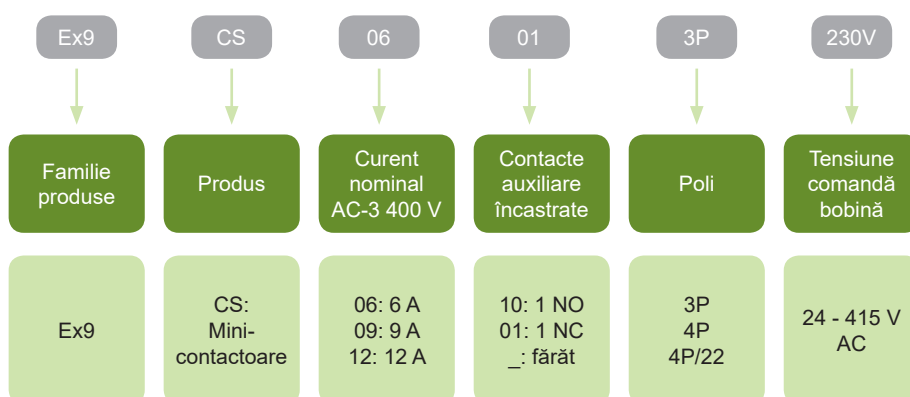 Ex9
CS
06
01
3P
230V
Familie
produse
Produs
Curent
nominal
AC-3 400 V
Contacte
auxiliare
încastrate
Poli
Tensiune
comandă
bobină
Ex9
CS:
Mini-
contactoare
06: 6 A
09: 9 A
12: 12 A
10: 1 NO
01: 1 NC
_: fărăt
3P
4P
4P/22
24 - 415 V
AC